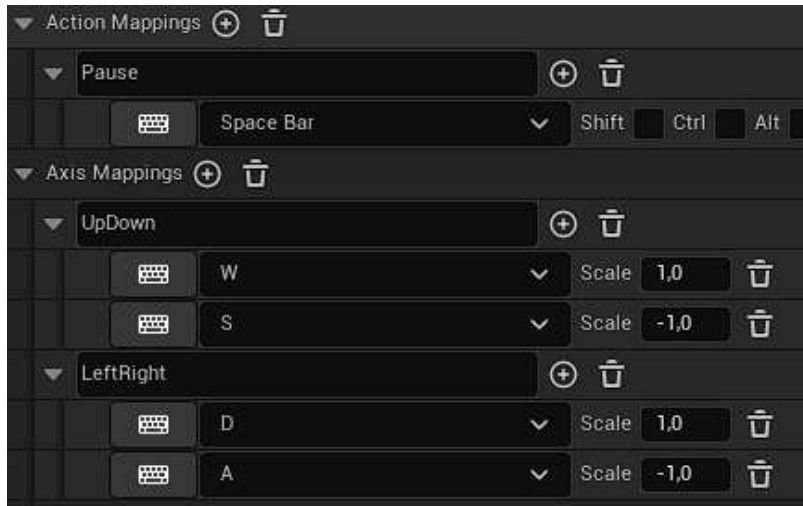 Action Mappings
Pause
Space Bar Shift Ctrl Alt
Axis Mappings
UpDown
W Scale 1,0
S Scale -1,0
LeftRight
D Scale 1,0
A Scale -1,0